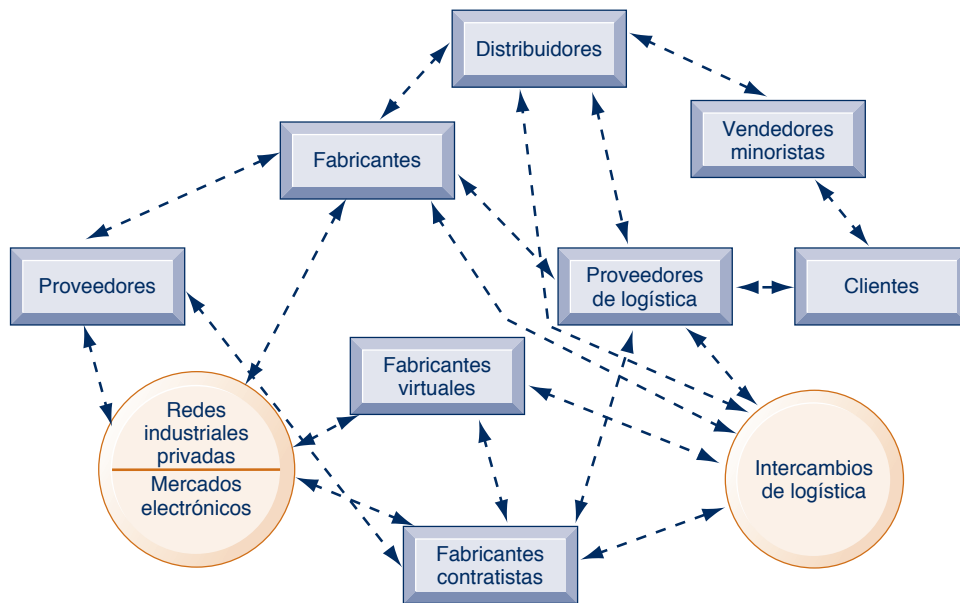 Distribuidores
Vendedores
minoristas
Fabricantes
Proveedores
Proveedores
de logística
Clientes
Fabricantes
virtuales
Redes
industriales
privadas
Mercados
electrónicos
Intercambios
de logística
Fabricantes
contratistas